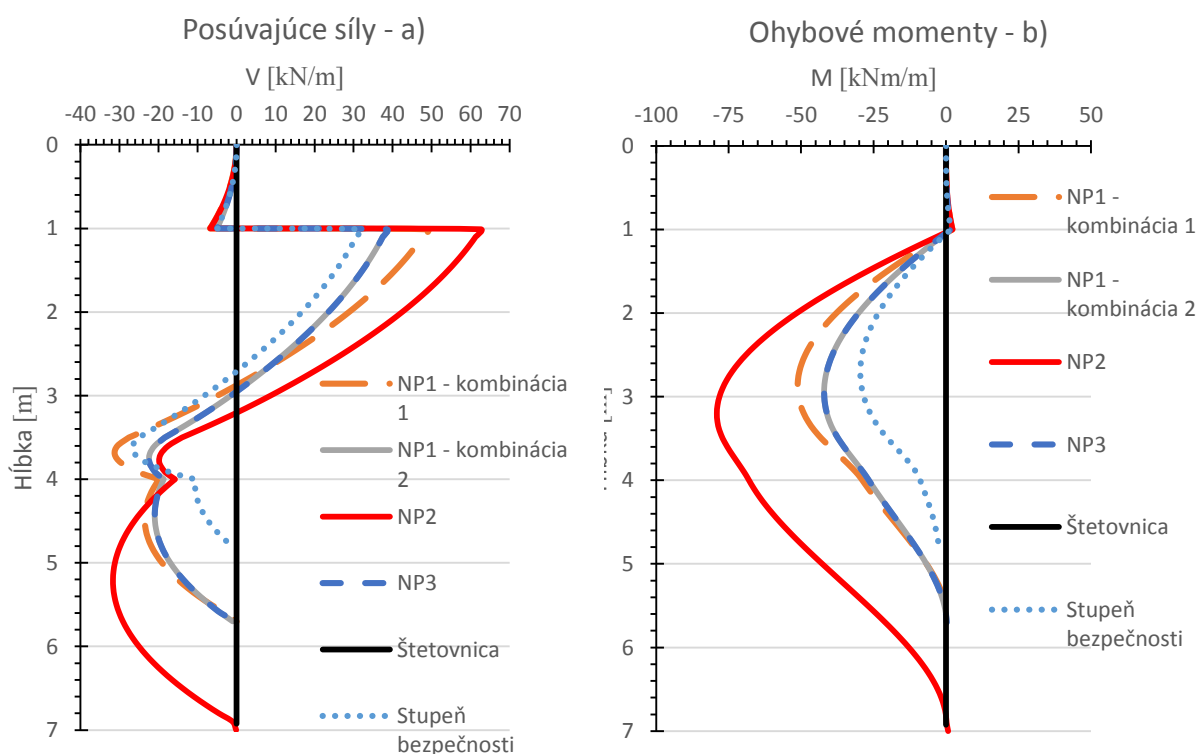 Posúvajúce síly - a)
V [kN/m]
-40 -30 -20 -10 0 10 20 30 40 50 60 70
0
1
2
3
4
5
6
7
Hĺbka [m]
NP1 - kombinácia
1
NP1 - kombinácia
2
NP2
NP3
Štetovnica
Stupeň
bezpečnosti
Ohybové momenty - b)
M [kNm/m]
-100 -75 -50 -25 0 25 50
0
1
2
3
4
5
6
7
NP1 -
kombinácia 1
NP1 -
kombinácia 2
NP2
NP3
Štetovnica
Stupeň
bezpečnosti